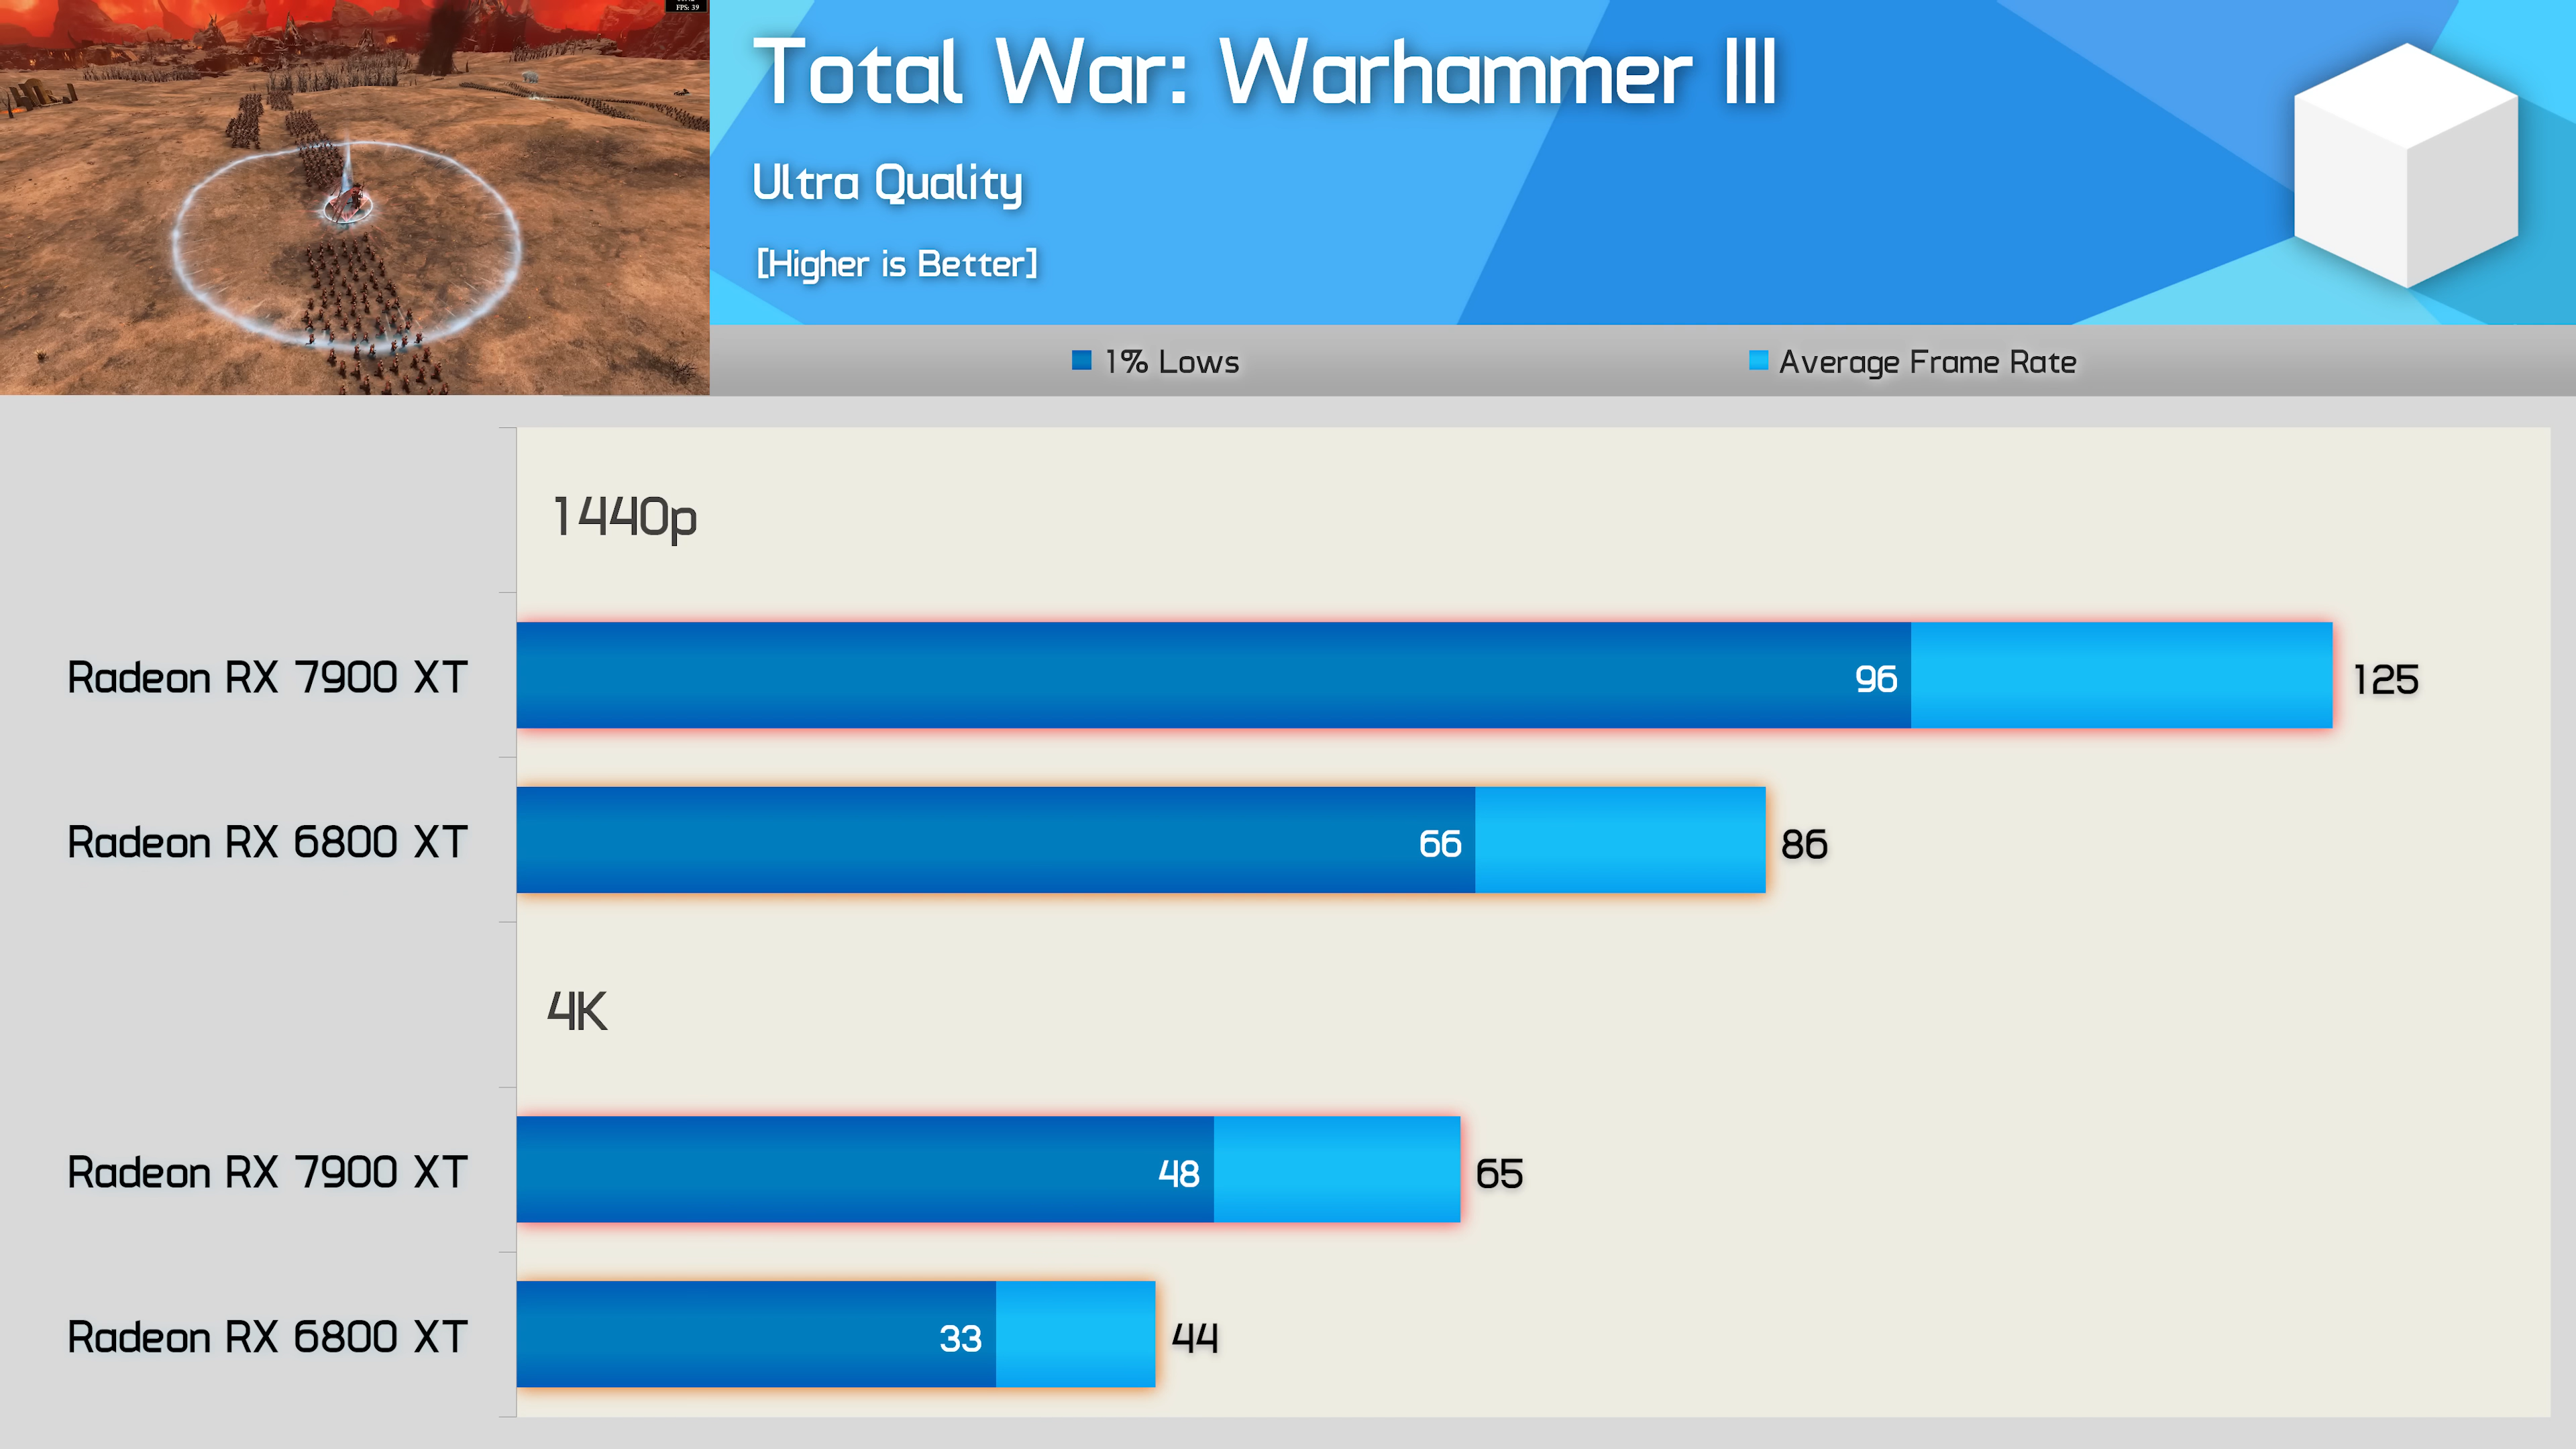 FPS: 39
Total War: Warhammer III
Ultra Quality
[Higher is Better]
1% Lows
Average Frame Rate
1440p
Radeon RX 7900 XT
96
125
Radeon RX 6800 XT
66
86
4K
Radeon RX 7900 XT
48
65
Radeon RX 6800 XT
33
44